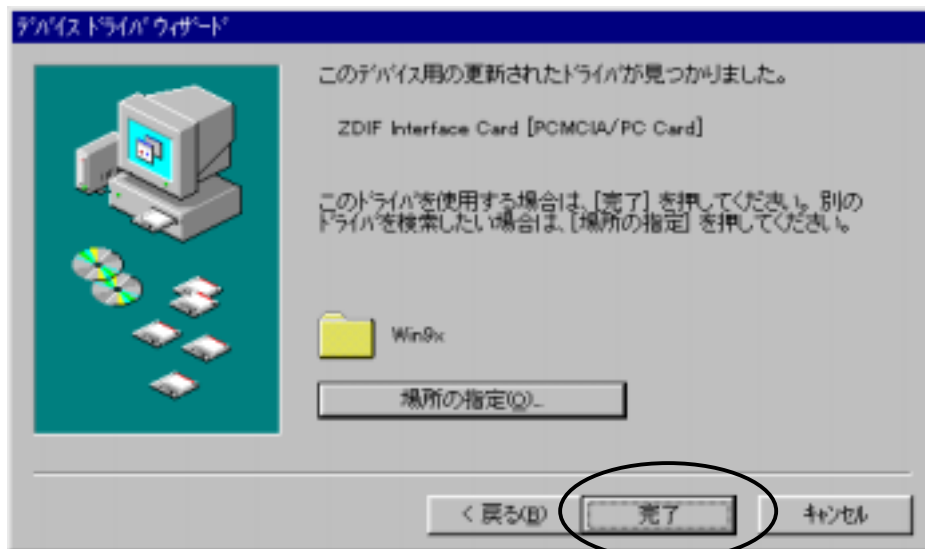 ﾃﾞﾊﾞｲｽ ﾄﾞﾗｲﾊﾞ ｳｨｻﾞｰﾄﾞ
このﾃﾞﾊﾞｲｽ用の更新されたﾄﾞﾗｲﾊﾞが見つかりました。
ZDIF Interface Card [PCMCIA/PC Card]
このﾄﾞﾗｲﾊﾞを使用する場合は、[完了] を押してください。別の
ﾄﾞﾗｲﾊﾞを検索したい場合は、[場所の指定] を押してください。
Win9x
場所の指定(O)...
< 戻る(B)
完了
ｷｬﾝｾﾙ